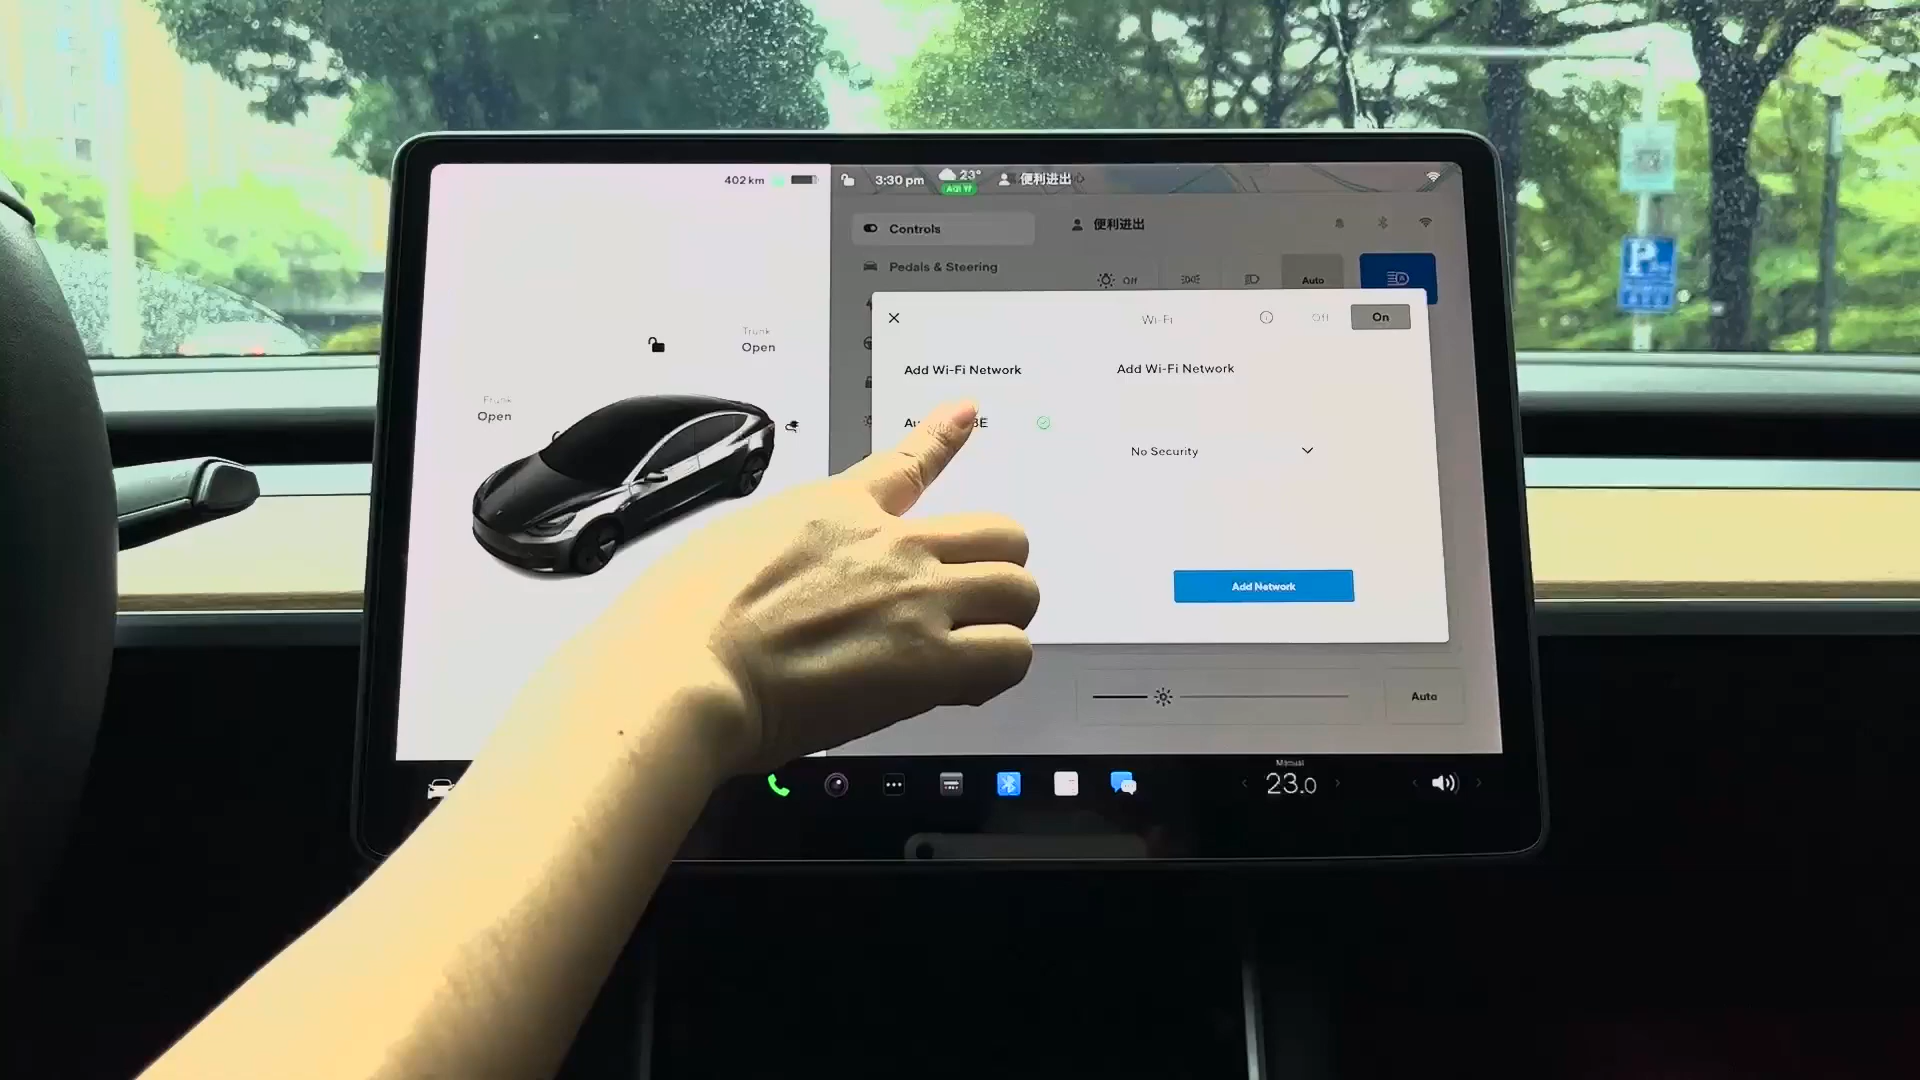 402 km
3:30 pm
23°
便利进出
Controls
便利进出
Pedals & Steering
Off
Auto
Trunk
Open
Frunk
Open
Wi-Fi
Off
On
Add Wi-Fi Network
Add Wi-Fi Network
No Security
Add Network
Auto
Manual
23.0
P